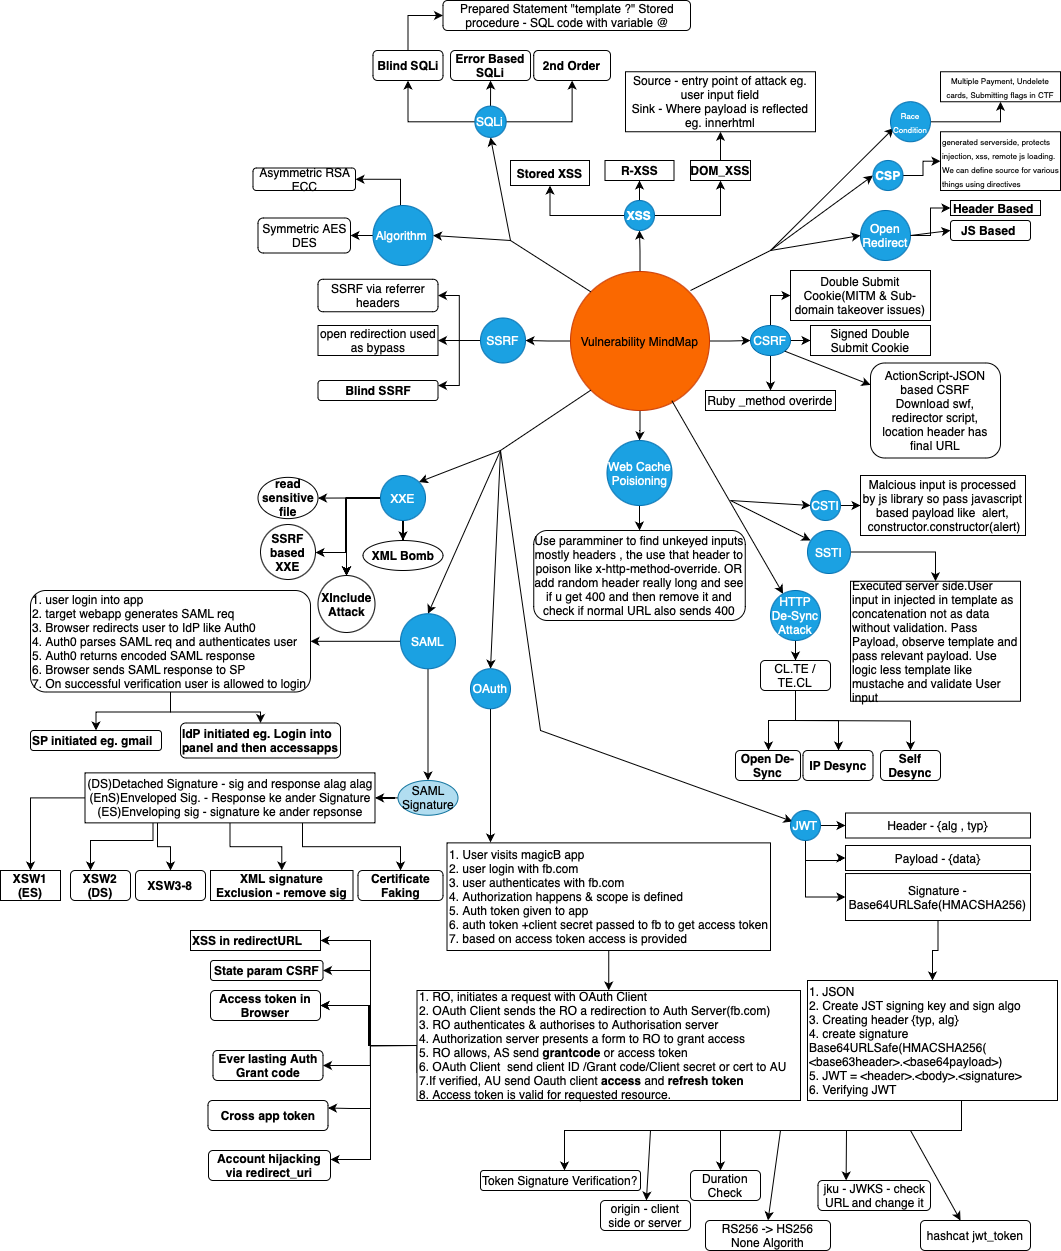 Prepared Statement "template ?" Stored
procedure - SQL code with variable @
Blind SQLi
Error Based
SQLi
2nd Order
SQLi
Source - entry point of attack eg.
user input field
Sink - Where payload is reflected
eg. innerhtml
Stored XSS
R-XSS
DOM_XSS
XSS
Multiple Payment, Undelete
cards, Submitting flags in CTF
Race
Condition
generated serverside, protects
injection, xss, remote js loading.
We can define source for various
things using directives
CSP
Header Based
JS Based
Open
Redirect
Asymmetric RSA
ECC
Symmetric AES
DES
Algorithm
SSRF via referrer
headers
open redirection used
as bypass
Blind SSRF
SSRF
Vulnerability MindMap
CSRF
Double Submit
Cookie(MITM & Sub-
domain takeover issues)
Signed Double
Submit Cookie
Ruby _method overirde
ActionScript-JSON
based CSRF
Download swf,
redirector script,
location header has
final URL
Web Cache
Poisioning
Use paramminer to find unkeyed inputs
mostly headers , the use that header to
poison like x-http-method-override. OR
add random header really long and see
if u get 400 and then remove it and
check if normal URL also sends 400
CSTI
Malcious input is processed
by js library so pass javascript
based payload like  alert,
constructor.constructor(alert)
SSTI
Executed server side.User
input in injected in template as
concatenation not as data
without validation. Pass
Payload, observe template and
pass relevant payload. Use
logic less template like
mustache and validate User
input
HTTP
De-Sync
Attack
CL.TE /
TE.CL
Open De-
Sync
IP Desync
Self
Desync
XXE
read
sensitive
file
SSRF
based
XXE
XInclude
Attack
XML Bomb
1. user login into app
2. target webapp generates SAML req
3. Browser redirects user to IdP like Auth0
4. Auth0 parses SAML req and authenticates user
5. Auth0 returns encoded SAML response
6. Browser sends SAML response to SP
7. On successful verification user is allowed to login
SAML
SP initiated eg. gmail
IdP initiated eg. Login into
panel and then accessapps
SAML
Signature
(DS)Detached Signature - sig and response alag alag
(EnS)Enveloped Sig. - Response ke ander Signature
(ES)Enveloping sig - signature ke ander repsonse
XSW1
(ES)
XSW2
(DS)
XSW3-8
XML signature
Exclusion - remove sig
Certificate
Faking
OAuth
1. User visits magicB app
2. user login with fb.com
3. user authenticates with fb.com
4. Authorization happens & scope is defined
5. Auth token given to app
6. auth token +client secret passed to fb to get access token
7. based on access token access is provided
1. RO, initiates a request with OAuth Client
2. OAuth Client sends the RO a redirection to Auth Server(fb.com)
3. RO authenticates & authorises to Authorisation server
4. Authorization server presents a form to RO to grant access
5. RO allows, AS send grantcode or access token
6. OAuth Client  send client ID /Grant code/Client secret or cert to AU
7.If verified, AU send Oauth client access and refresh token
8. Access token is valid for requested resource.
XSS in redirectURL
State param CSRF
Access token in
Browser
Ever lasting Auth
Grant code
Cross app token
Account hijacking
via redirect_uri
JWT
Header - {alg , typ}
Payload - {data}
Signature -
Base64URLSafe(HMACSHA256)
1. JSON
2. Create JST signing key and sign algo
3. Creating header {typ, alg}
4. create signature
Base64URLSafe(HMACSHA256(
<base63header>.<base64payload>)
5. JWT = <header>.<body>.<signature>
6. Verifying JWT
Token Signature Verification?
origin - client
side or server
Duration
Check
RS256 -> HS256
None Algorith
jku - JWKS - check
URL and change it
hashcat jwt_token